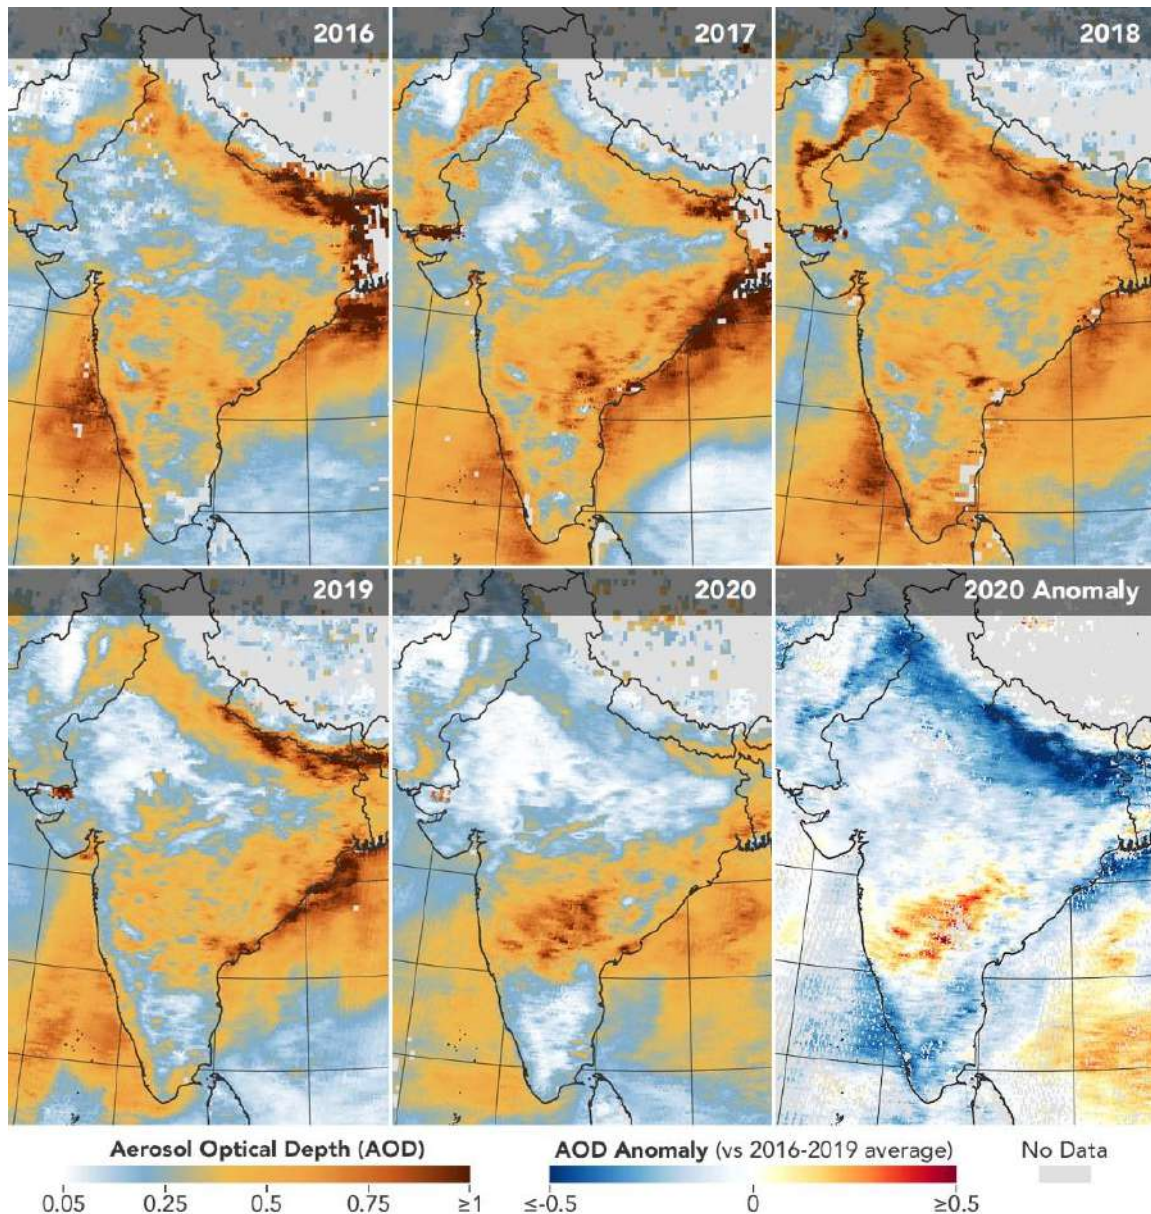 2016
2017
2018
2019
2020
2020 Anomaly
Aerosol Optical Depth (AOD)
0.05 0.25 0.5 0.75 ≥1
AOD Anomaly (vs 2016-2019 average)
≤-0.5 0 ≥0.5
No Data